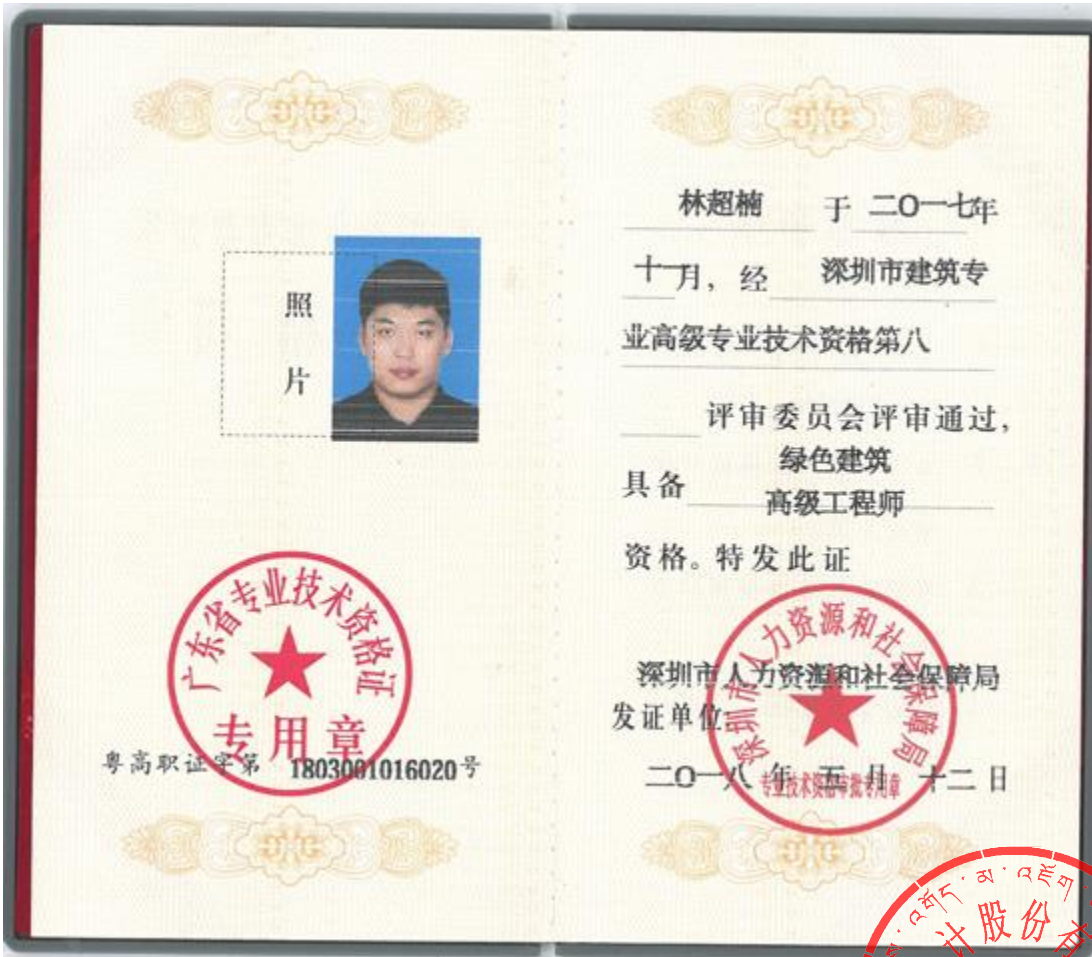 照
片
广东省专业技术资格证
专用章
粤高职证字第 1803001016020号
林超楠 于 二〇一七年
十一月，经 深圳市建筑专
业高级专业技术资格第八
评审委员会评审通过，
具备 绿色建筑
高级工程师
资格。特发此证
深圳市人力资源和社会保障局
深圳市人力资源和社会保障局
发证单位
专业技术资格审批专用章
二〇一八年五月十二日
计股份有